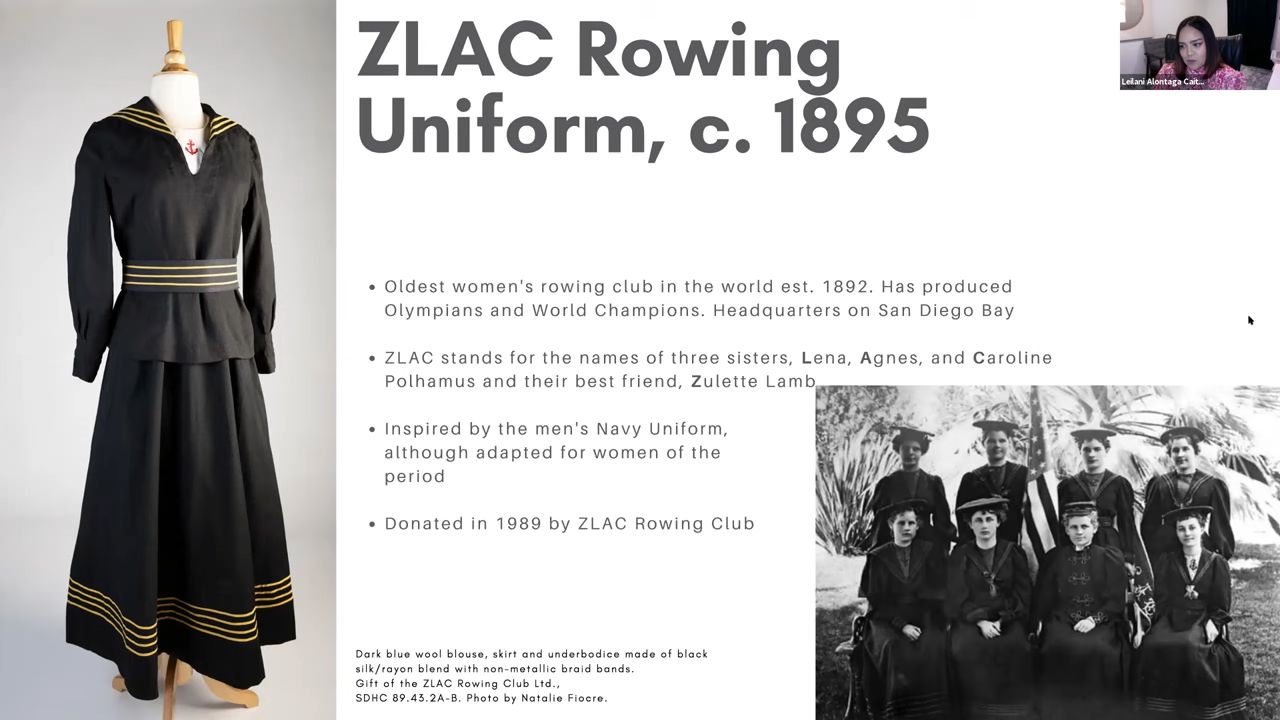 ZLAC Rowing
Uniform, c. 1895
Leilani Alontaga Cait...
• Oldest women's rowing club in the world est. 1892. Has produced
Olympians and World Champions. Headquarters on San Diego Bay
• ZLAC stands for the names of three sisters, Lena, Agnes, and Caroline
Polhamus and their best friend, Zulette Lamb
• Inspired by the men's Navy Uniform,
although adapted for women of the
period
• Donated in 1989 by ZLAC Rowing Club
Dark blue wool blouse, skirt and underbodice made of black
silk/rayon blend with non-metallic braid bands.
Gift of the ZLAC Rowing Club Ltd.,
SDHC 89.43.2A-B. Photo by Natalie Fiocre.